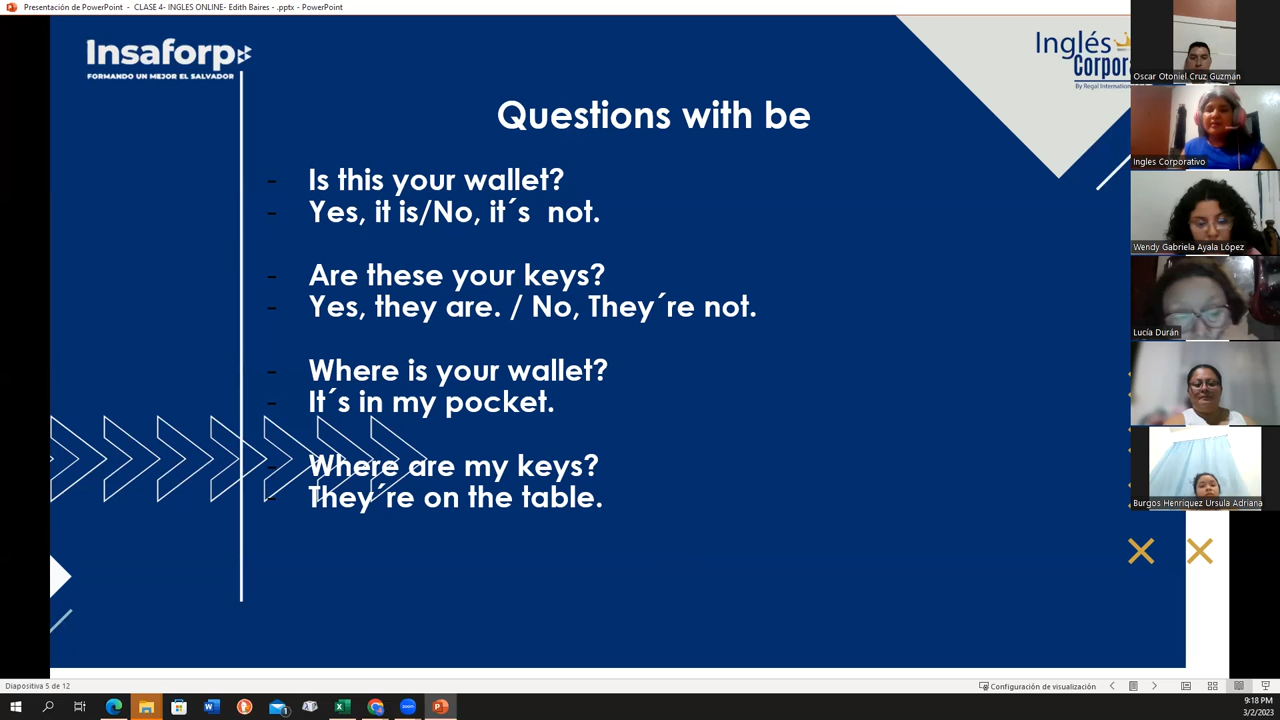 Presentación de PowerPoint - CLASE 4- INGLES ONLINE- Edith Baires - .pptx - PowerPoint
Insaforp
FORMANDO UN MEJOR EL SALVADOR
Inglés
Corpora
By Regal Internation
Questions with be
- Is this your wallet?
- Yes, it is/No, it´s not.
- Are these your keys?
- Yes, they are. / No, They´re not.
- Where is your wallet?
- It´s in my pocket.
- Where are my keys?
- They´re on the table.
Oscar Otoniel Cruz Guzmán
Ingles Corporativo
Wendy Gabriela Ayala López
Lucía Durán
Burgos Henriquez Ursula Adriana
Diapositiva 5 de 12
Configuración de visualización
9:18 PM
3/2/2023